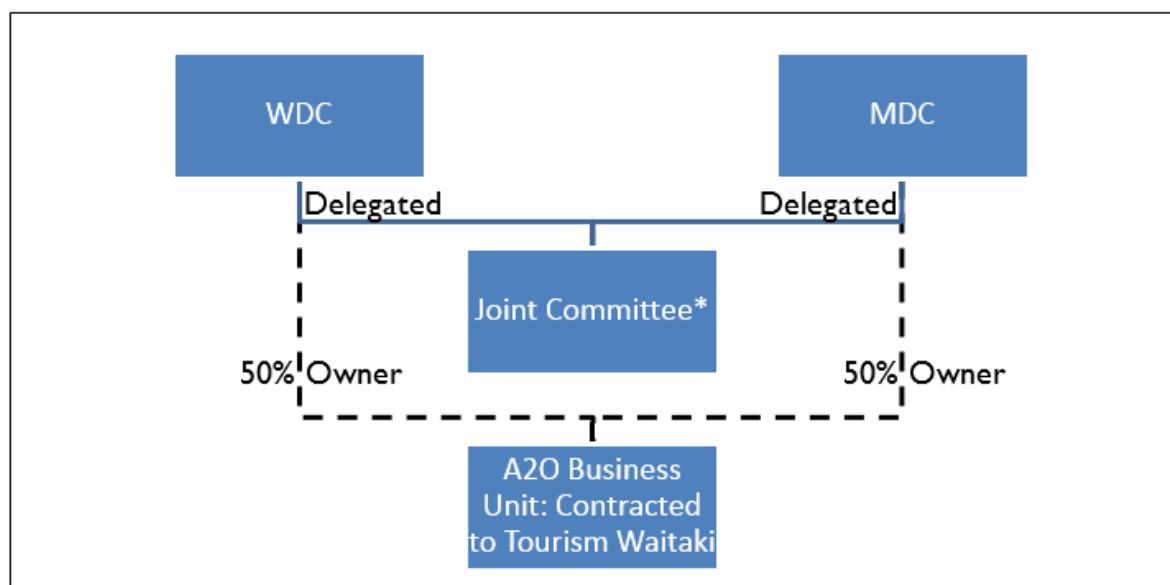 WDC
MDC
Delegated
Delegated
Joint Committee*
50% Owner
50% Owner
A2O Business
Unit: Contracted
to Tourism Waitaki